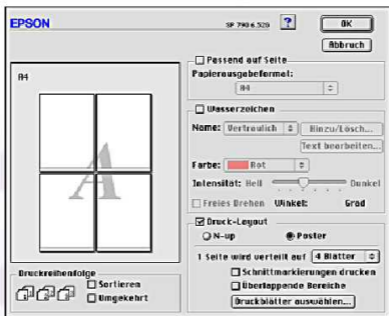 EPSON
SP 790 6.52G
?
OK
Abbruch
A4
A
Passend auf Seite
Papierausgabeformat:
A4
Wasserzeichen
Name: Vertraulich
Hinzu/Lösch...
Text bearbeiten...
Farbe: Rot
Intensität: Hell Dunkel
Freies Drehen Winkel: Grad
Druck-Layout
N-up Poster
1 Seite wird verteilt auf 4 Blätter
Schnittmarkierungen drucken
Überlappende Bereiche
Druckblätter auswählen...
Druckreihenfolge
Sortieren
Umgekehrt